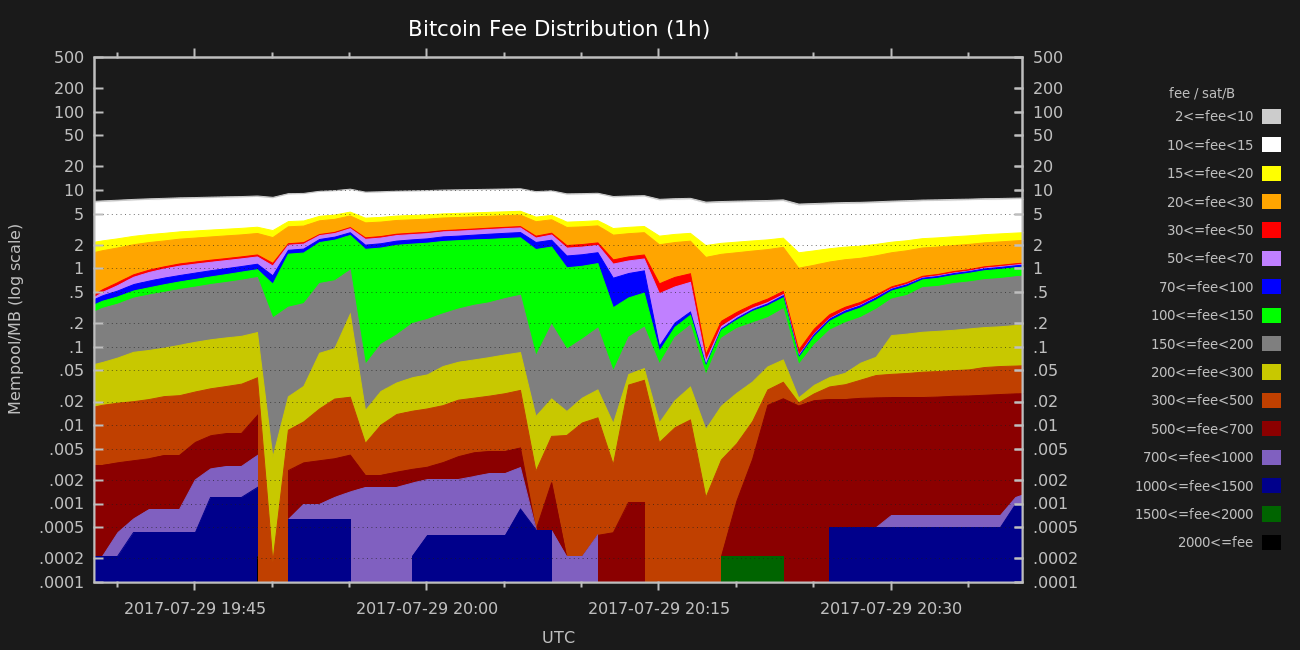 Bitcoin Fee Distribution (1h)
500
200
100
50
20
10
5
2
1
.5
.2
.1
.05
.02
.01
.005
.002
.001
.0005
.0002
.0001
Mempool/MB (log scale)
500
200
100
50
20
10
5
2
1
.5
.2
.1
.05
.02
.01
.005
.002
.001
.0005
.0002
.0001
2017-07-29 19:45
2017-07-29 20:00
2017-07-29 20:15
2017-07-29 20:30
UTC
fee / sat/B
2<=fee<10
10<=fee<15
15<=fee<20
20<=fee<30
30<=fee<50
50<=fee<70
70<=fee<100
100<=fee<150
150<=fee<200
200<=fee<300
300<=fee<500
500<=fee<700
700<=fee<1000
1000<=fee<1500
1500<=fee<2000
2000<=fee